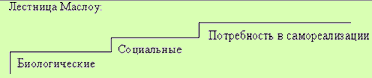 Лестница Маслоу:
Потребность в самореализации
Социальные
Биологические